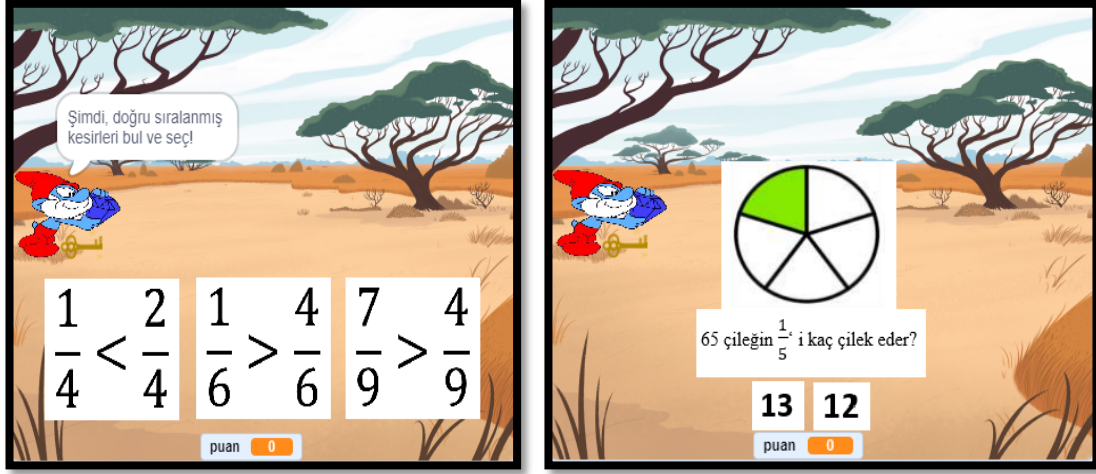 Şimdi, doğru sıralanmış
kesirleri bul ve seç!
1/4 < 2/4
1/6 > 4/6
7/9 > 4/9
puan 0
65 çileğin 1/5‘ i kaç çilek eder?
13 12
puan 0